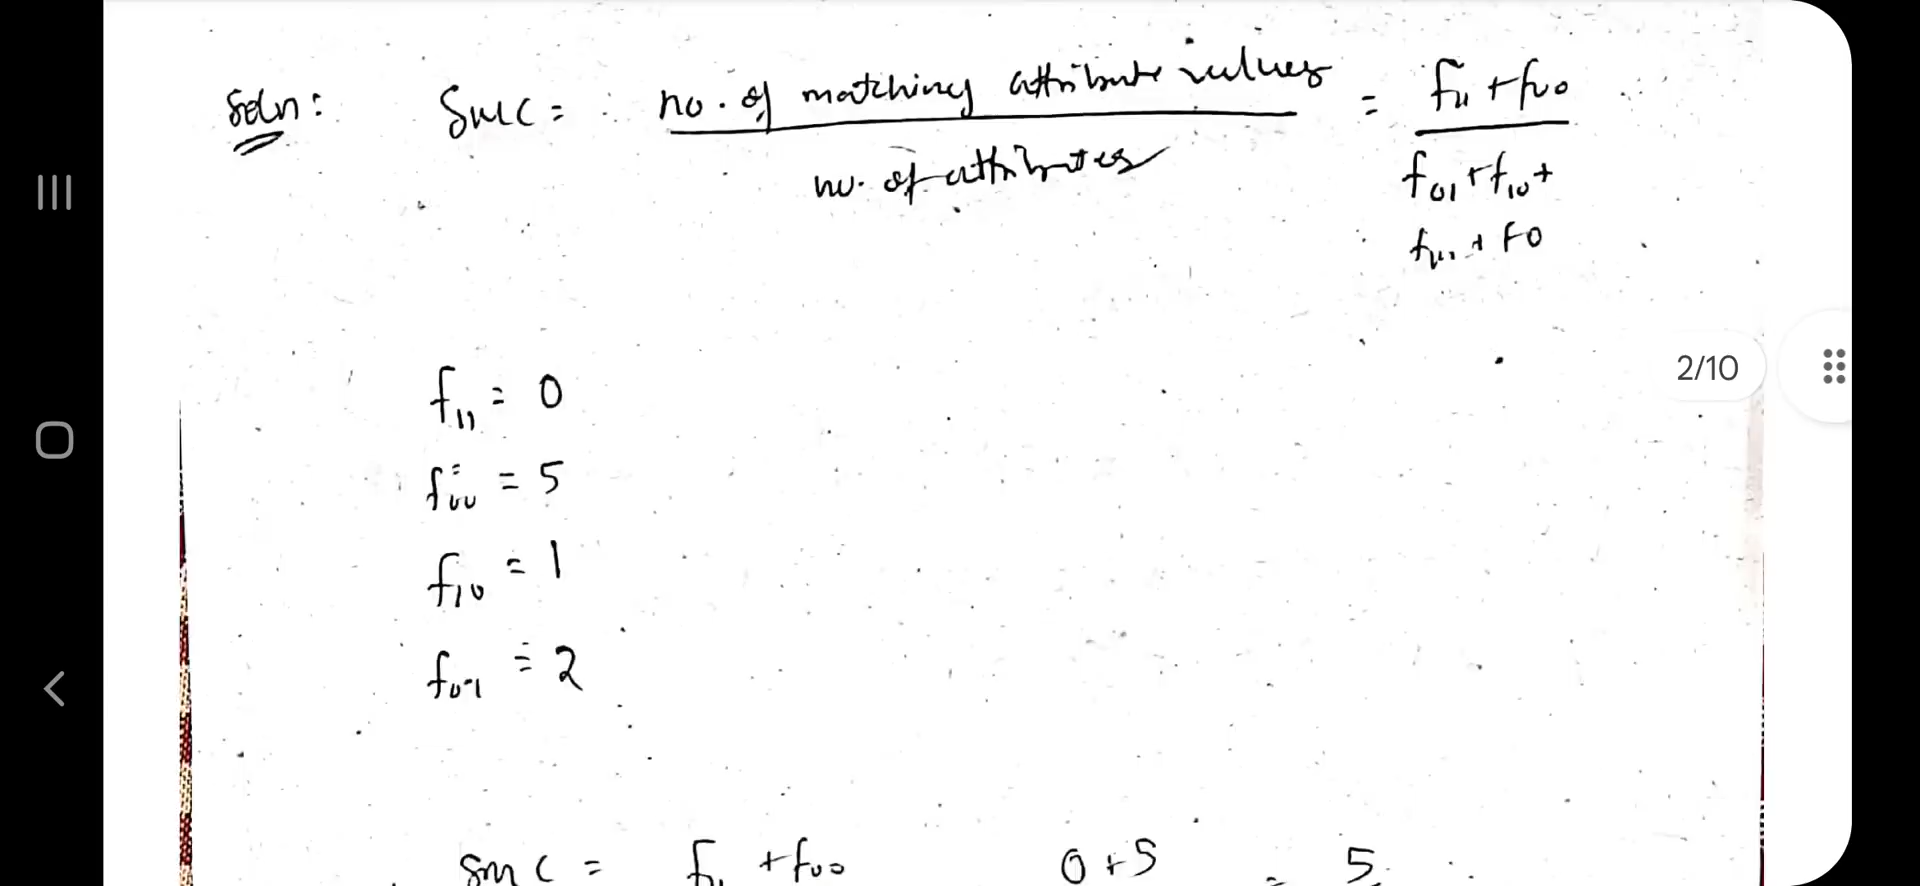 Soln: SMC = no. of matching attribute values / no. of attributes = f11 + f00 / f01 + f10 + f11 + F0
2/10
f11 = 0
f00 = 5
f10 = 1
f01 = 2
SMC = f11 + f00 0 + 5 = 5